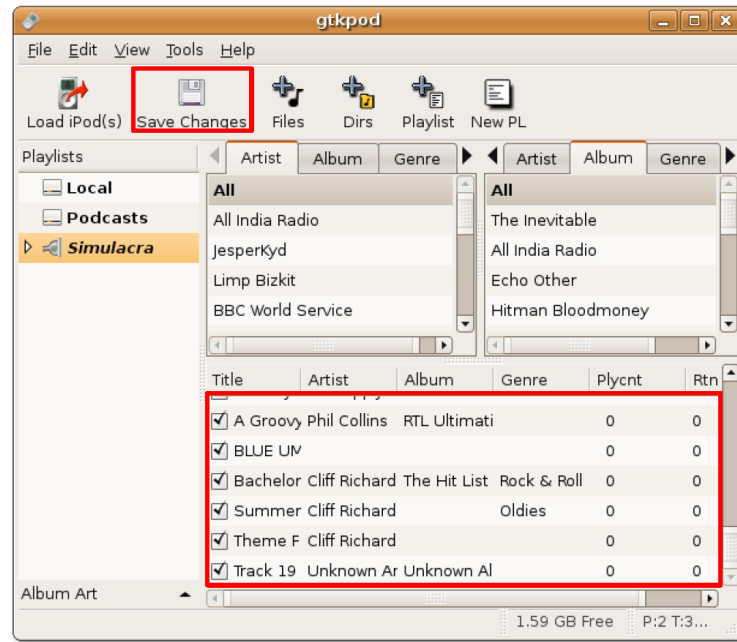 gtkpod
File Edit View Tools Help
Load iPod(s) Save Changes Files Dirs Playlist New PL
Playlists
Local
Podcasts
Simulacra
Artist Album Genre
All
All India Radio
JesperKyd
Limp Bizkit
BBC World Service
Artist Album Genre
All
The Inevitable
All India Radio
Echo Other
Hitman Bloodmoney
Title Artist Album Genre Plycnt Rtn
A Groovy Phil Collins RTL Ultimati 0 0
BLUE UM 0 0
Bachelor Cliff Richard The Hit List Rock & Roll 0 0
Summer Cliff Richard Oldies 0 0
Theme F Cliff Richard 0 0
Track 19 Unknown Ar Unknown Al 0 0
Album Art
1.59 GB Free P:2 T:3...